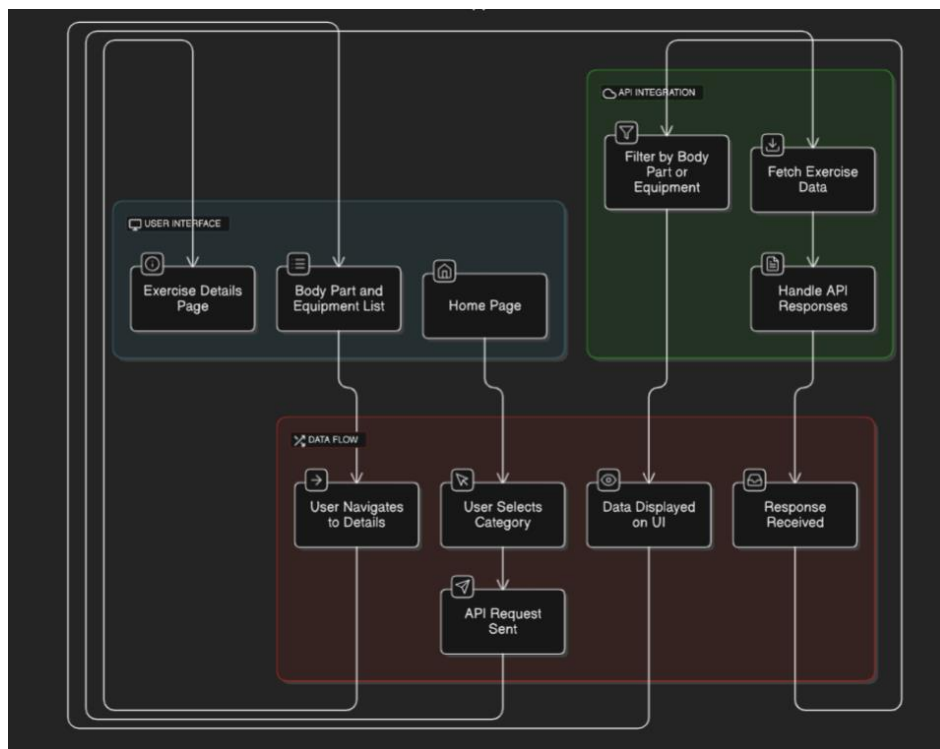 API INTEGRATION
Filter by Body
Part or
Equipment
Fetch Exercise
Data
USER INTERFACE
Exercise Details
Page
Body Part and
Equipment List
Home Page
Handle API
Responses
DATA FLOW
User Navigates
to Details
User Selects
Category
Data Displayed
on UI
Response
Received
API Request
Sent